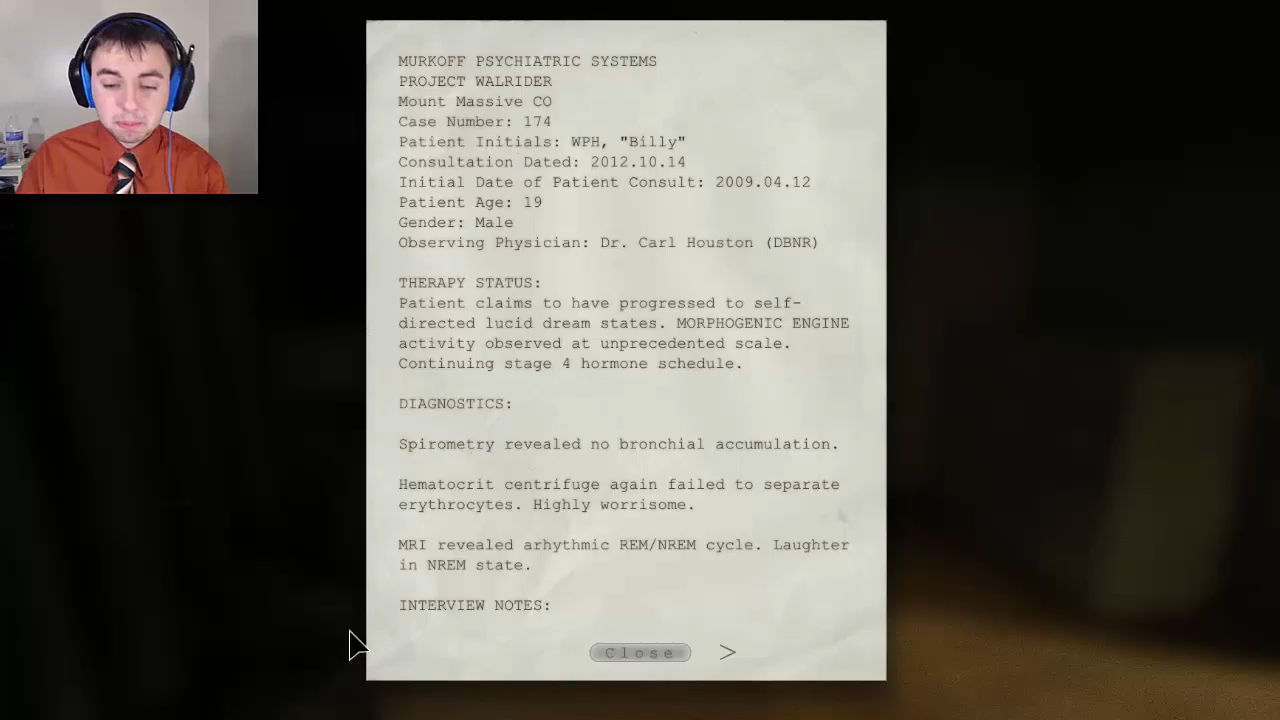 MURKOFF PSYCHIATRIC SYSTEMS
PROJECT WALRIDER
Mount Massive CO
Case Number: 174
Patient Initials: WPH, "Billy"
Consultation Dated: 2012.10.14
Initial Date of Patient Consult: 2009.04.12
Patient Age: 19
Gender: Male
Observing Physician: Dr. Carl Houston (DBNR)
THERAPY STATUS:
Patient claims to have progressed to self-
directed lucid dream states. MORPHOGENIC ENGINE
activity observed at unprecedented scale.
Continuing stage 4 hormone schedule.
DIAGNOSTICS:
Spirometry revealed no bronchial accumulation.
Hematocrit centrifuge again failed to separate
erythrocytes. Highly worrisome.
MRI revealed arhythmic REM/NREM cycle. Laughter
in NREM state.
INTERVIEW NOTES:
Close >